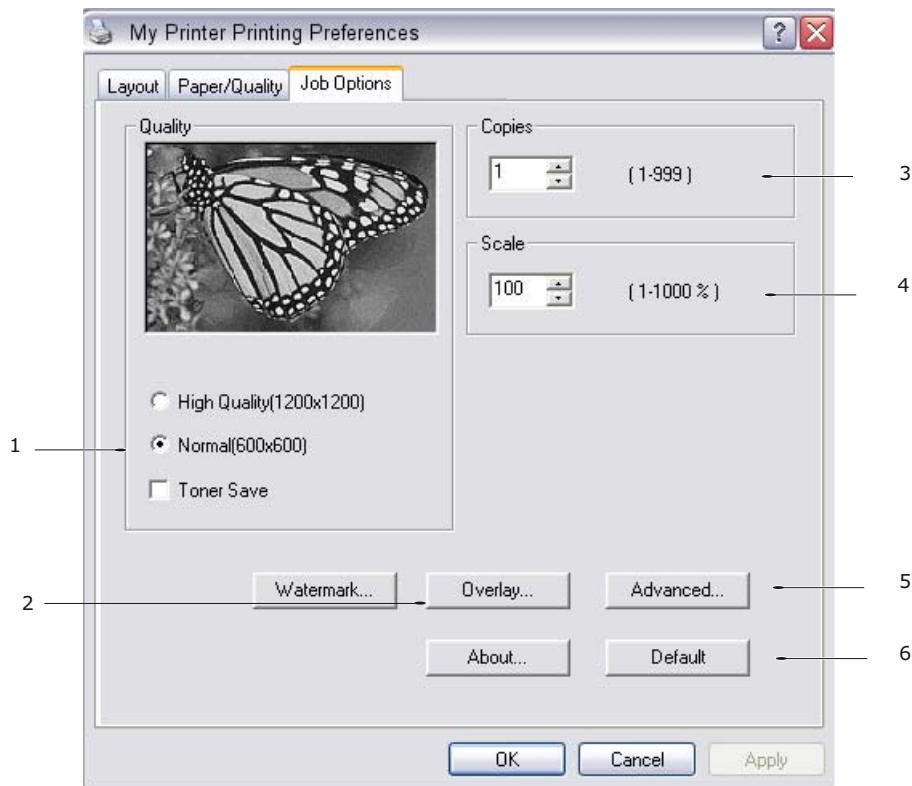 My Printer Printing Preferences
?
Layout Paper/Quality Job Options
Quality
Copies
1 ( 1-999 )
3
Scale
100 ( 1-1000 % )
4
High Quality(1200x1200)
1
Normal(600x600)
Toner Save
Watermark... Overlay... Advanced...
5
2
About... Default
6
OK Cancel Apply